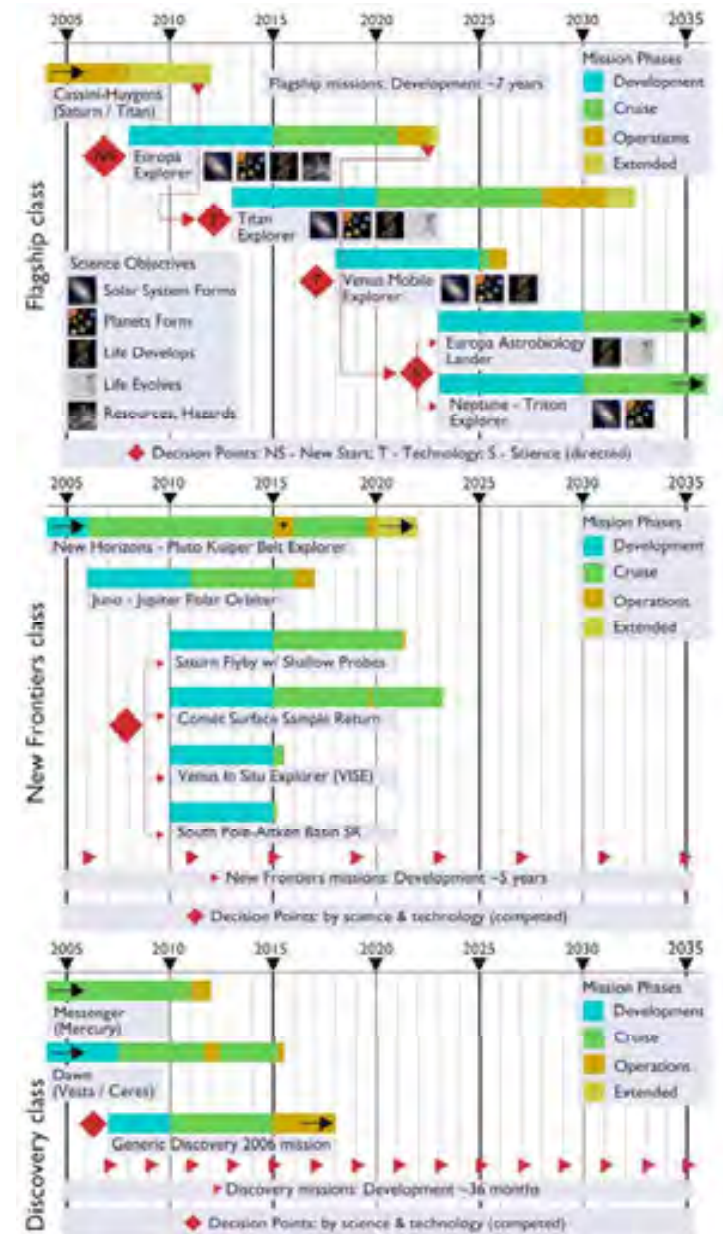 2005 2010 2015 2020 2025 2030 2035
Flagship class
Mission Phases
Development
Cruise
Operations
Extended
Flagship missions: Development ~7 years
Cassini-Huygens
(Saturn / Titan)
NS
Europa
Explorer
T
Titan
Explorer
Science Objectives
Solar System Forms
Planets Form
Life Develops
Life Evolves
Resources, Hazards
T
Venus Mobile
Explorer
Europa Astrobiology
Lander
S
Neptune - Triton
Explorer
Decision Points: NS - New Start; T - Technology; S - Science (directed)
2005 2010 2015 2020 2025 2030 2035
New Frontiers class
Mission Phases
Development
Cruise
Operations
Extended
New Horizons - Pluto Kuiper Belt Explorer
Juno - Jupiter Polar Orbiter
Saturn Flyby w/ Shallow Probes
Comet Surface Sample Return
Venus In Situ Explorer (VISE)
South Pole-Aitken Basin SR
New Frontiers missions: Development ~5 years
Decision Points: by science & technology (competed)
2005 2010 2015 2020 2025 2030 2035
Discovery class
Mission Phases
Development
Cruise
Operations
Extended
Messenger
(Mercury)
Dawn
(Vesta / Ceres)
Generic Discovery 2006 mission
Discovery missions: Development ~36 months
Decision Points: by science & technology (competed)